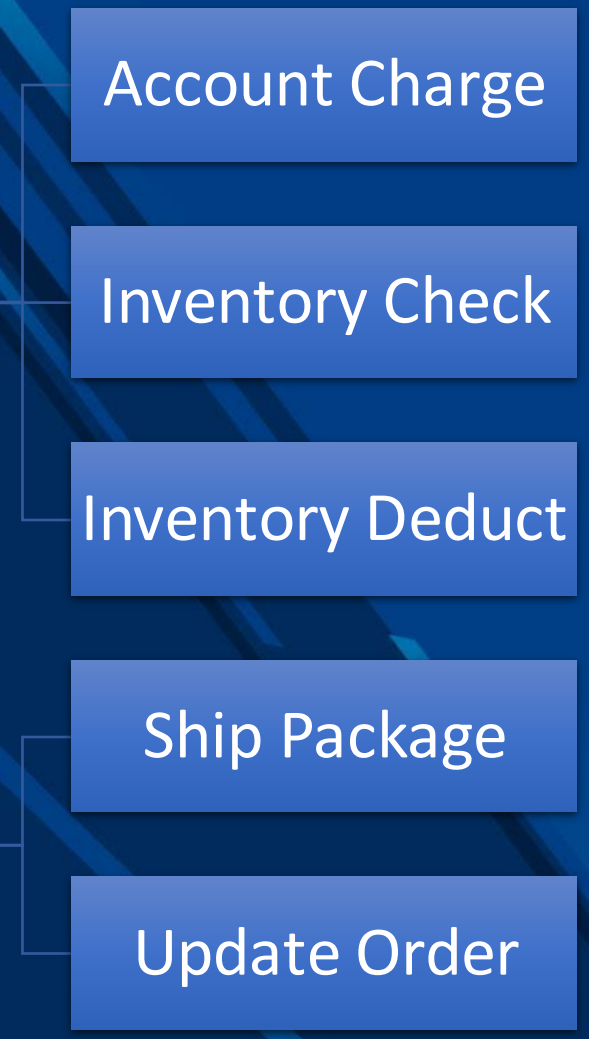 Account Charge
Inventory Check
Inventory Deduct
Ship Package
Update Order